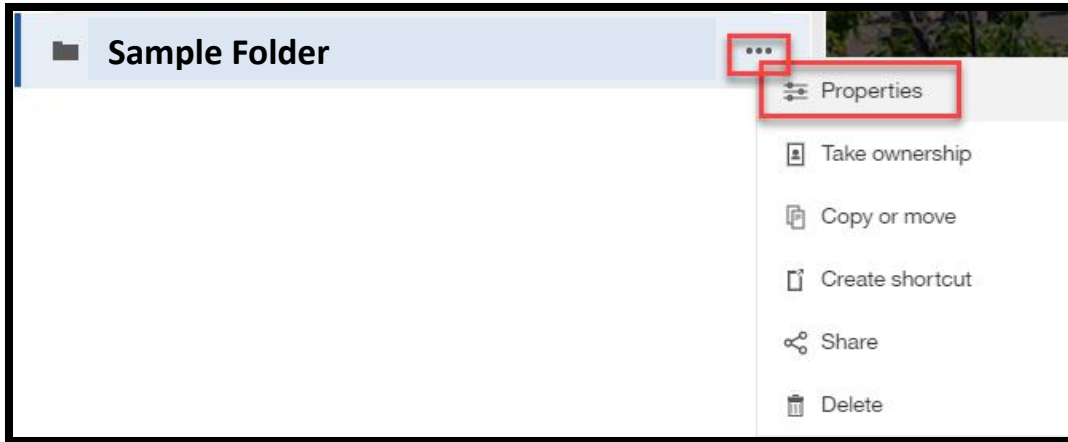 Sample Folder
Properties
Take ownership
Copy or move
Create shortcut
Share
Delete